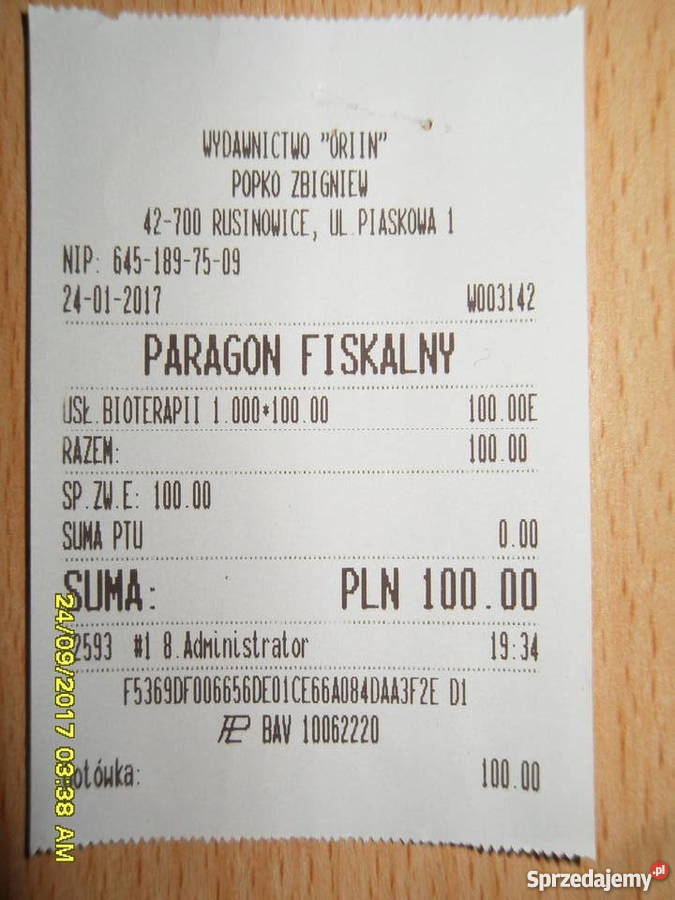 WYDAWNICTWO "ORIIN"
POPKO ZBIGNIEW
42-700 RUSINOWICE, UL.PIASKOWA 1
NIP: 645-189-75-09
24-01-2017 W003142
PARAGON FISKALNY
USŁ.BIOTERAPII 1.000*100.00 100.00E
RAZEM: 100.00
SP.ZW.E: 100.00
SUMA PTU 0.00
SUMA: PLN 100.00
2593 #1 8.Administrator 19:34
F5369DF006656DE01CE66A084DAA3F2E D1
BAV 10062220
otówka: 100.00
24/09/2017 03:38 AM
Sprzedajemy.pl